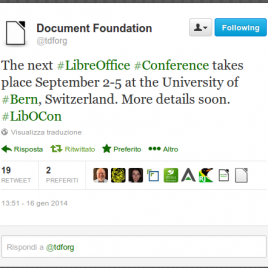 Document Foundation
@tdforg
Following
The next #LibreOffice #Conference takes
place September 2-5 at the University of
#Bern, Switzerland. More details soon.
#LibOCon
Visualizza traduzione
Risposta Ritwittato Preferito Altro
19 2
RETWEET PREFERITI
13:51 - 16 gen 2014
Rispondi a @tdforg